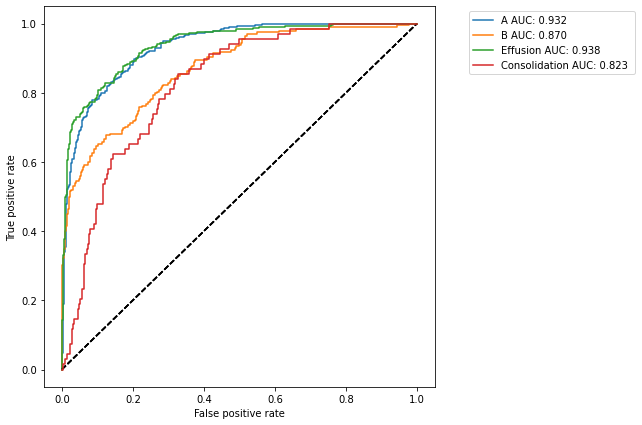 A AUC: 0.932
B AUC: 0.870
Effusion AUC: 0.938
Consolidation AUC: 0.823
True positive rate
1.0
0.8
0.6
0.4
0.2
0.0
0.0 0.2 0.4 0.6 0.8 1.0
False positive rate